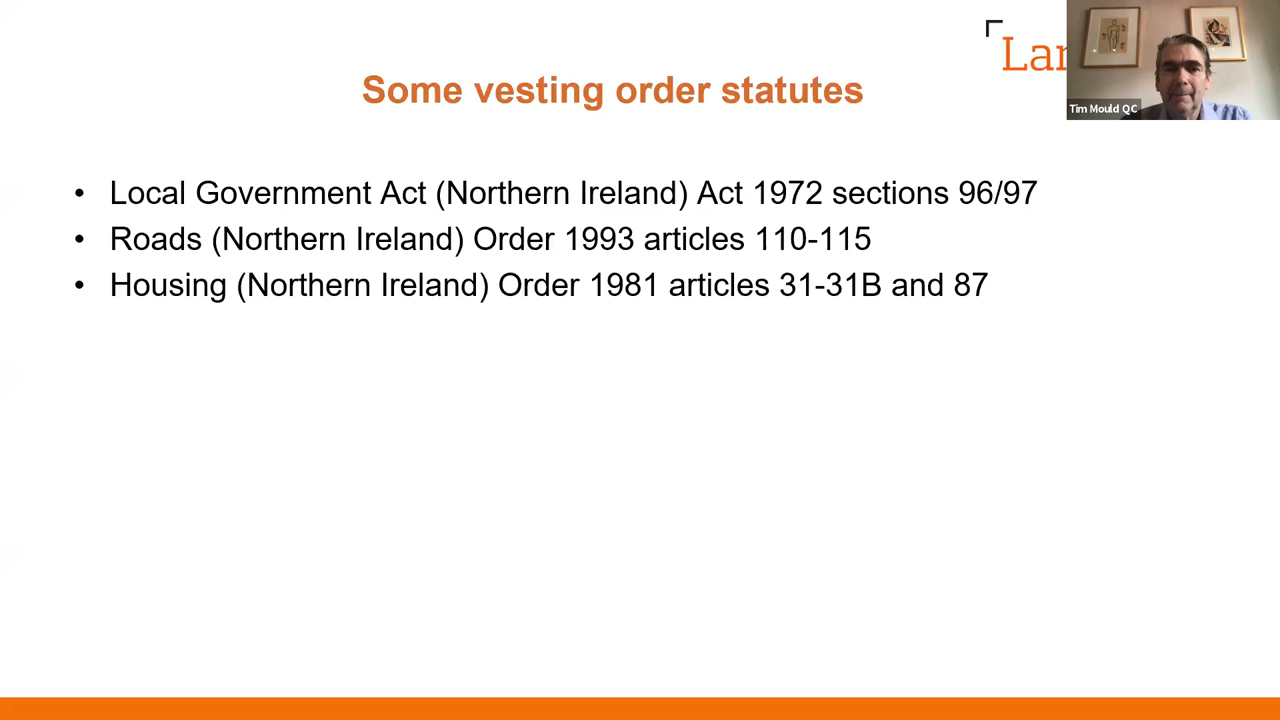 Some vesting order statutes
Lan
Tim Mould QC
• Local Government Act (Northern Ireland) Act 1972 sections 96/97
• Roads (Northern Ireland) Order 1993 articles 110-115
• Housing (Northern Ireland) Order 1981 articles 31-31B and 87